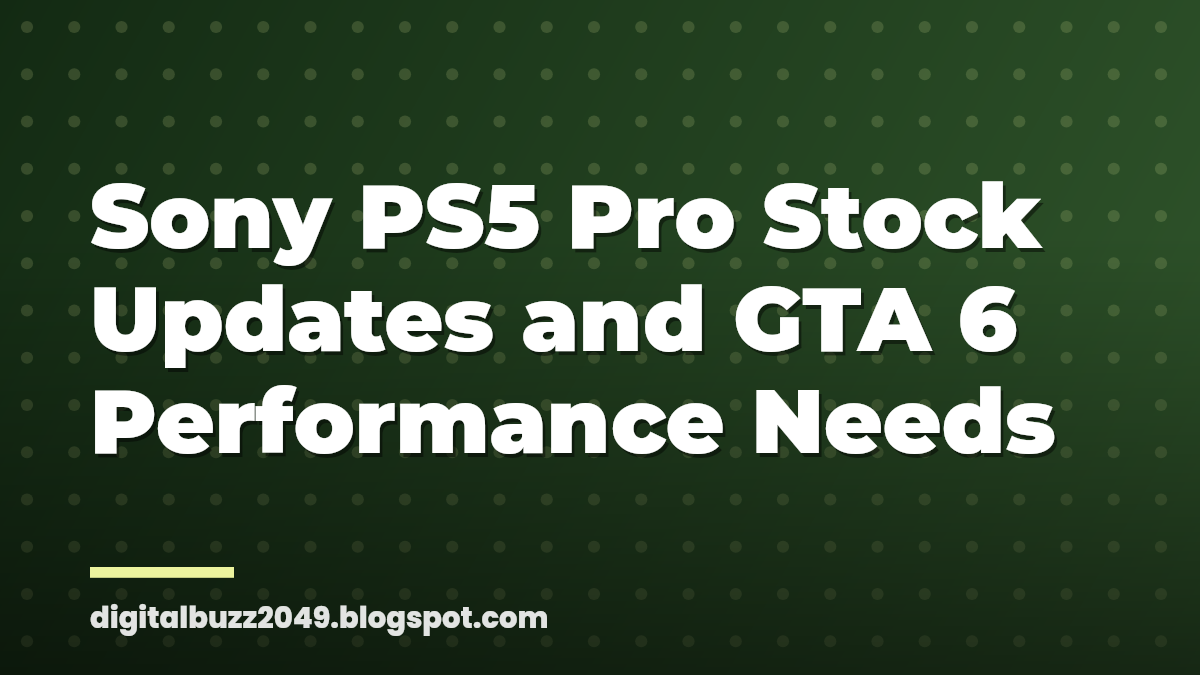 Sony PS5 Pro Stock
Updates and GTA 6
Performance Needs
digitalbuzz2049.blogspot.com